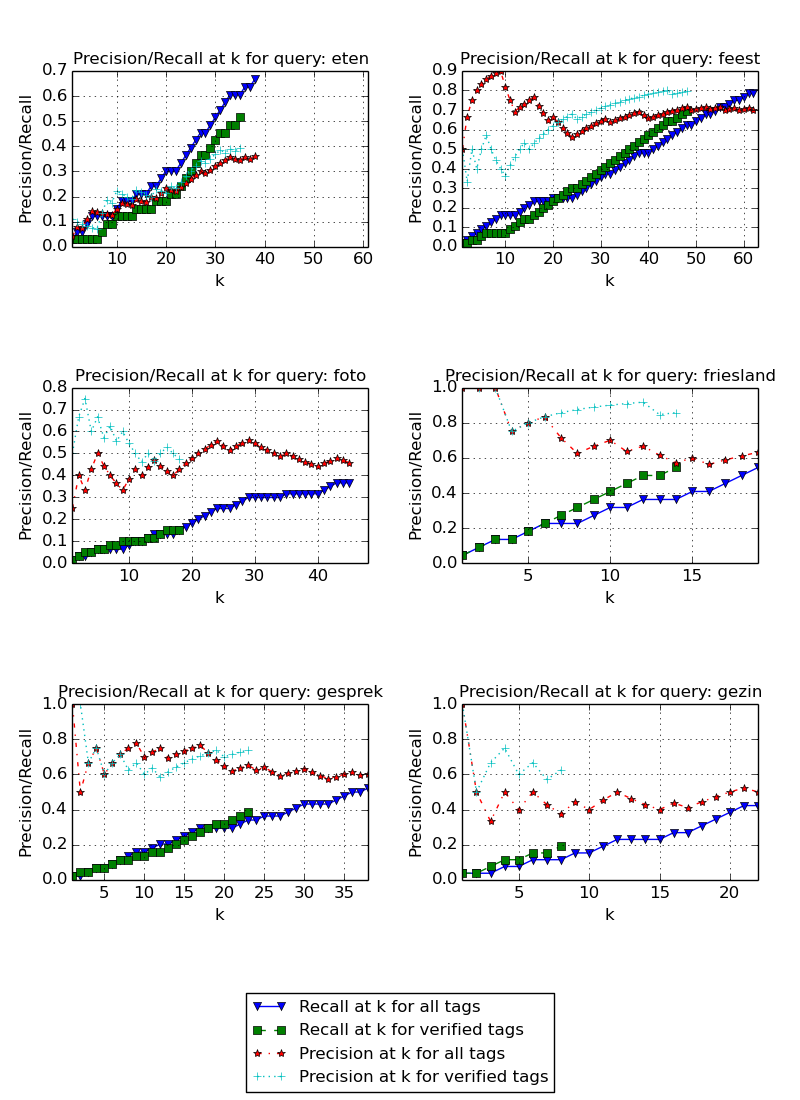 Precision/Recall at k for query: eten
0.7
0.6
0.5
0.4
0.3
0.2
0.1
0.0
10 20 30 40 50 60
k
Precision/Recall
Precision/Recall at k for query: feest
0.9
0.8
0.7
0.6
0.5
0.4
0.3
0.2
0.1
0.0
10 20 30 40 50 60
k
Precision/Recall
Precision/Recall at k for query: foto
0.8
0.7
0.6
0.5
0.4
0.3
0.2
0.1
0.0
10 20 30 40
k
Precision/Recall
Precision/Recall at k for query: friesland
1.0
0.8
0.6
0.4
0.2
0.0
5 10 15
k
Precision/Recall
Precision/Recall at k for query: gesprek
1.0
0.8
0.6
0.4
0.2
0.0
5 10 15 20 25 30 35
k
Precision/Recall
Precision/Recall at k for query: gezin
1.0
0.8
0.6
0.4
0.2
0.0
5 10 15 20
k
Precision/Recall
Recall at k for all tags
Recall at k for verified tags
Precision at k for all tags
Precision at k for verified tags